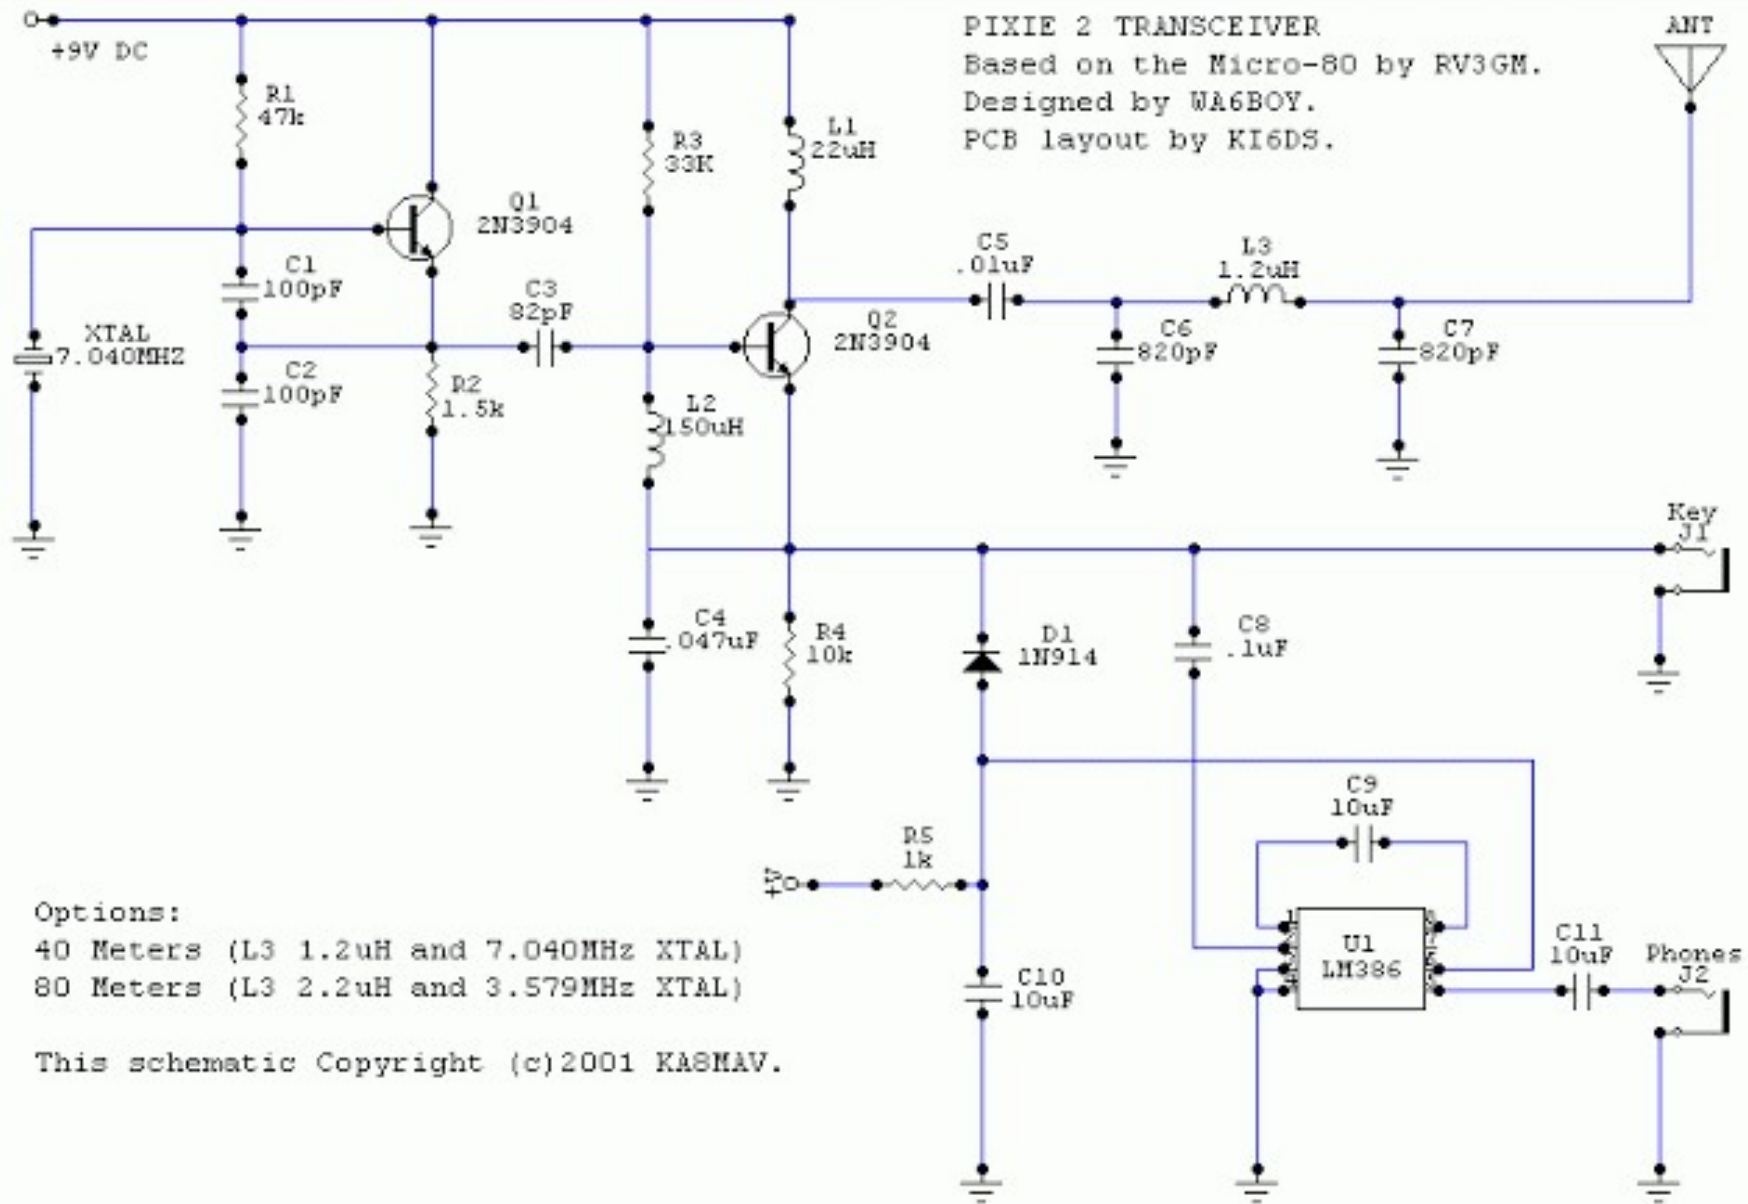 +9V DC
PIXIE 2 TRANSCEIVER
Based on the Micro-80 by RV3GM.
Designed by WA6BOY.
PCB layout by KI6DS.
ANT
R1
47k
R3
33K
L1
22uH
Q1
2N3904
C1
100pF
C3
82pF
C5
.01uF
L3
1.2uH
XTAL
7.040MHZ
Q2
2N3904
C6
820pF
C7
820pF
C2
100pF
R2
1.5k
L2
150uH
Key
J1
C4
.047uF
R4
10k
D1
1N914
C8
.1uF
C9
10uF
R5
1k
+V
Options:
40 Meters (L3 1.2uH and 7.040MHz XTAL)
80 Meters (L3 2.2uH and 3.579MHz XTAL)
U1
LM386
C11
10uF
Phones
J2
C10
10uF
This schematic Copyright (c)2001 KA8MAV.